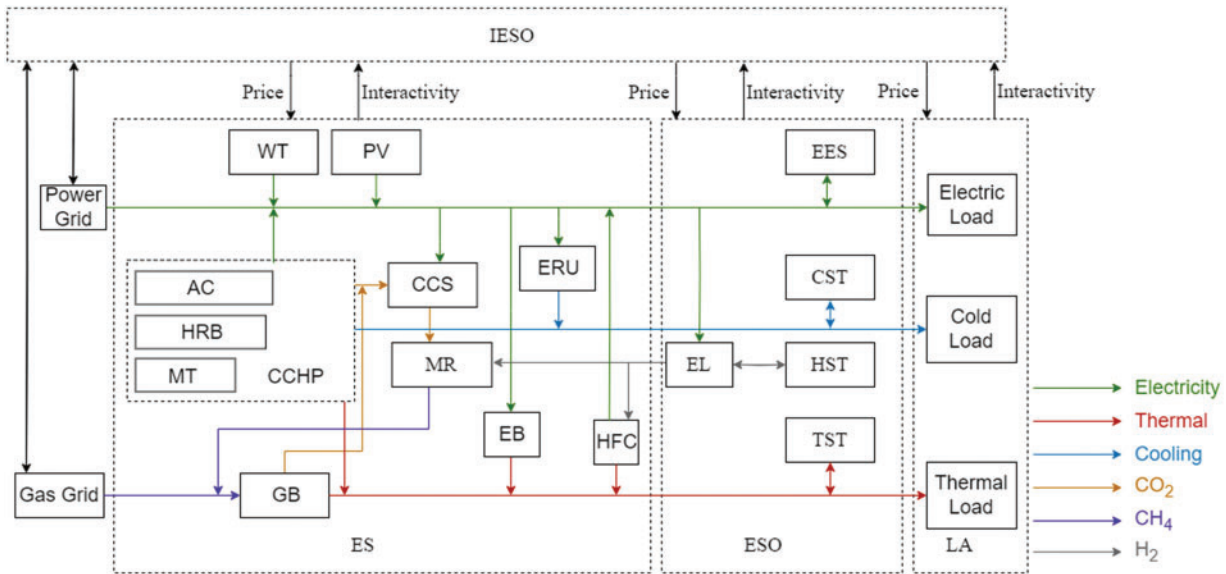 IESO
Price
Interactivity
Price
Interactivity
Price
Interactivity
WT
PV
EES
Power
Grid
Electric
Load
AC
HRB
MT
CCHP
CCS
ERU
CST
Cold
Load
MR
EL
HST
EB
HFC
TST
Gas Grid
GB
Thermal
Load
ES
ESO
LA
Electricity
Thermal
Cooling
CO2
CH4
H2